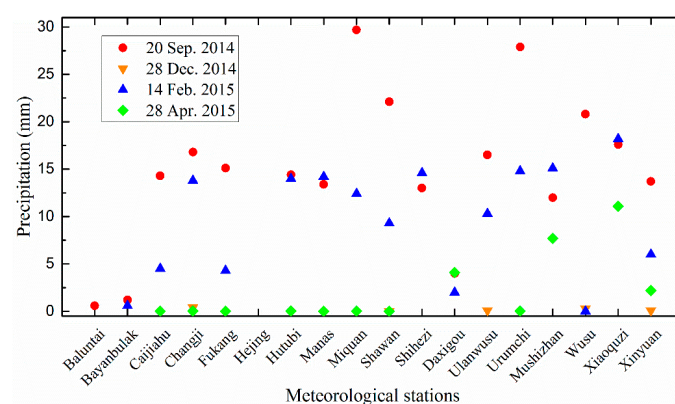 30
25
20
15
10
5
0
Precipitation (mm)
20 Sep. 2014
28 Dec. 2014
14 Feb. 2015
28 Apr. 2015
Baluntai
Bayanbulak
Caijiahu
Changji
Fukang
Hejing
Hutubi
Manas
Miquan
Shawan
Shihezi
Daxigou
Ulanwusu
Urumchi
Mushizhan
Wusu
Xiaoquzi
Xinyuan
Meteorological stations